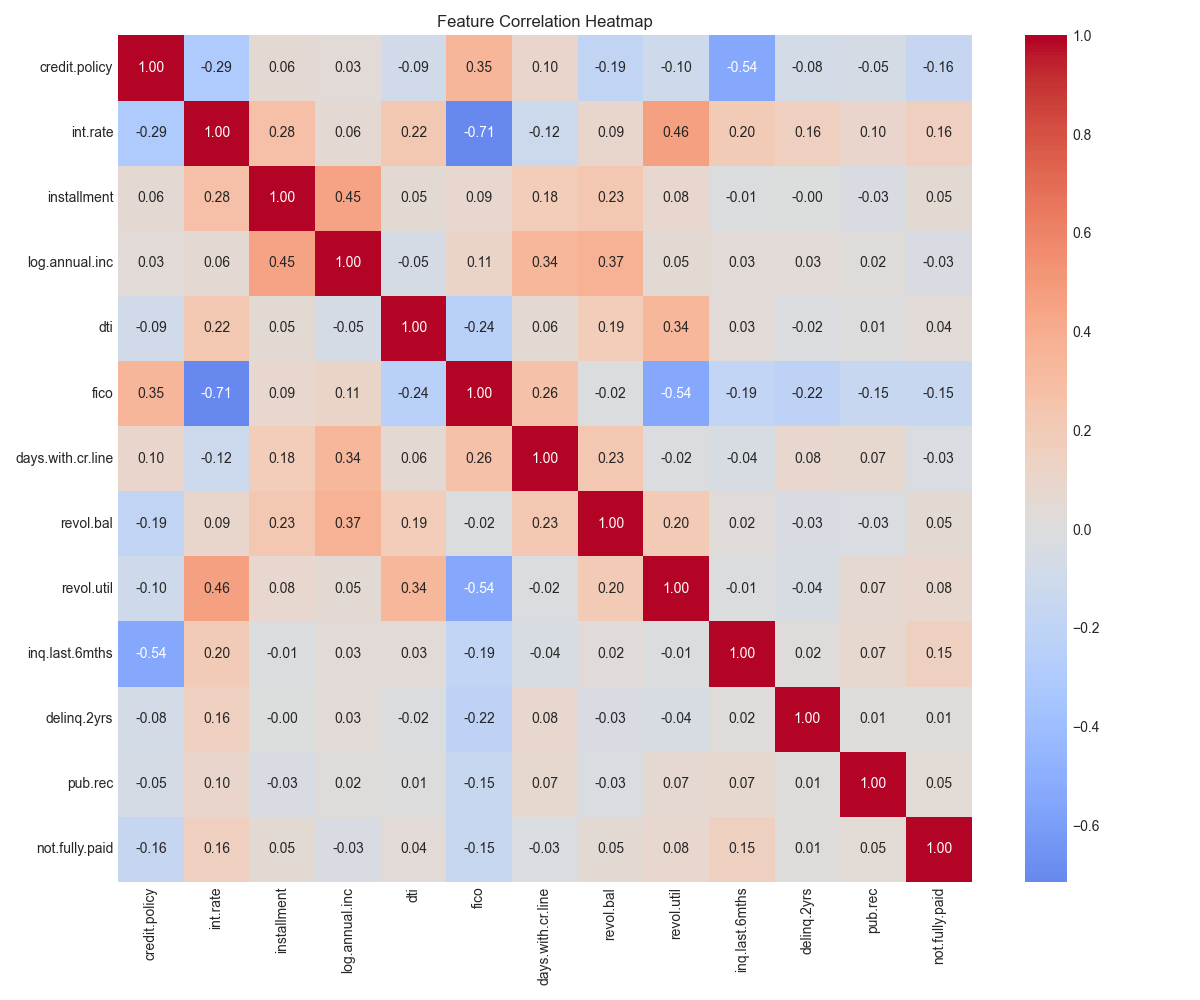 Feature Correlation Heatmap
credit.policy 1.00 -0.29 0.06 0.03 -0.09 0.35 0.10 -0.19 -0.10 -0.54 -0.08 -0.05 -0.16
int.rate -0.29 1.00 0.28 0.06 0.22 -0.71 -0.12 0.09 0.46 0.20 0.16 0.10 0.16
installment 0.06 0.28 1.00 0.45 0.05 0.09 0.18 0.23 0.08 -0.01 -0.00 -0.03 0.05
log.annual.inc 0.03 0.06 0.45 1.00 -0.05 0.11 0.34 0.37 0.05 0.03 0.03 0.02 -0.03
dti -0.09 0.22 0.05 -0.05 1.00 -0.24 0.06 0.19 0.34 0.03 -0.02 0.01 0.04
fico 0.35 -0.71 0.09 0.11 -0.24 1.00 0.26 -0.02 -0.54 -0.19 -0.22 -0.15 -0.15
days.with.cr.line 0.10 -0.12 0.18 0.34 0.06 0.26 1.00 0.23 -0.02 -0.04 0.08 0.07 -0.03
revol.bal -0.19 0.09 0.23 0.37 0.19 -0.02 0.23 1.00 0.20 0.02 -0.03 -0.03 0.05
revol.util -0.10 0.46 0.08 0.05 0.34 -0.54 -0.02 0.20 1.00 -0.01 -0.04 0.07 0.08
inq.last.6mths -0.54 0.20 -0.01 0.03 0.03 -0.19 -0.04 0.02 -0.01 1.00 0.02 0.07 0.15
delinq.2yrs -0.08 0.16 -0.00 0.03 -0.02 -0.22 0.08 -0.03 -0.04 0.02 1.00 0.01 0.01
pub.rec -0.05 0.10 -0.03 0.02 0.01 -0.15 0.07 -0.03 0.07 0.07 0.01 1.00 0.05
not.fully.paid -0.16 0.16 0.05 -0.03 0.04 -0.15 -0.03 0.05 0.08 0.15 0.01 0.05 1.00
credit.policy int.rate installment log.annual.inc dti fico days.with.cr.line revol.bal revol.util inq.last.6mths delinq.2yrs pub.rec not.fully.paid
1.0
0.8
0.6
0.4
0.2
0.0
−0.2
−0.4
−0.6